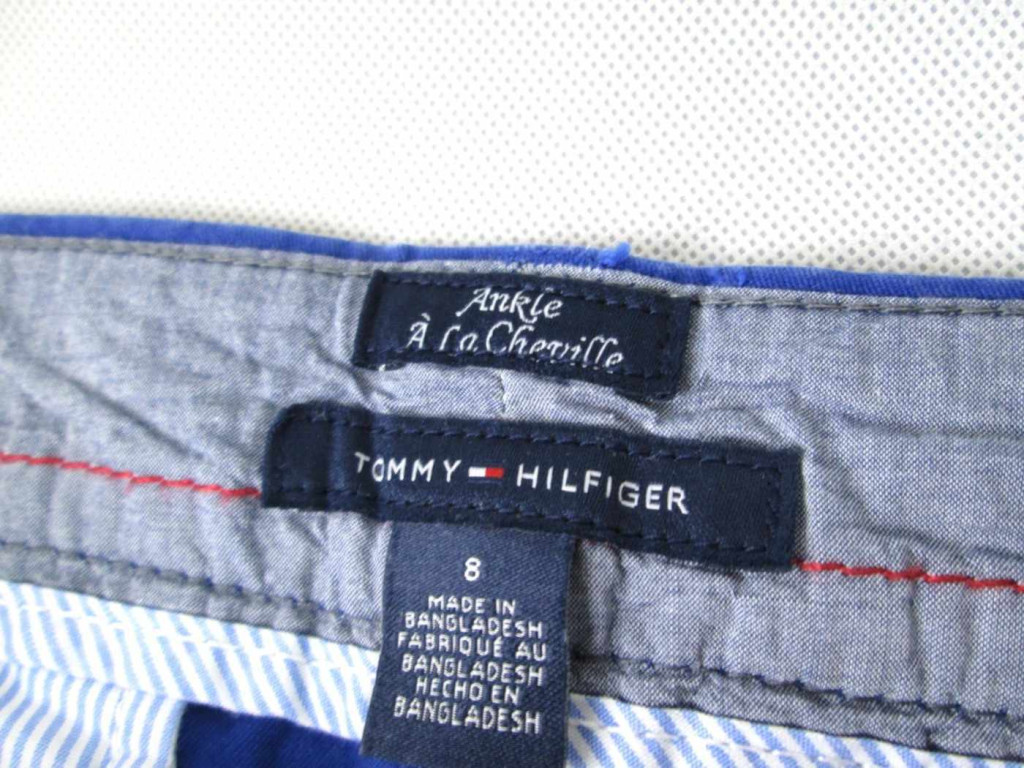 Ankle
À La Cheville
TOMMY HILFIGER
8
MADE IN
BANGLADESH
FABRIQUÉ AU
BANGLADESH
HECHO EN
BANGLADESH